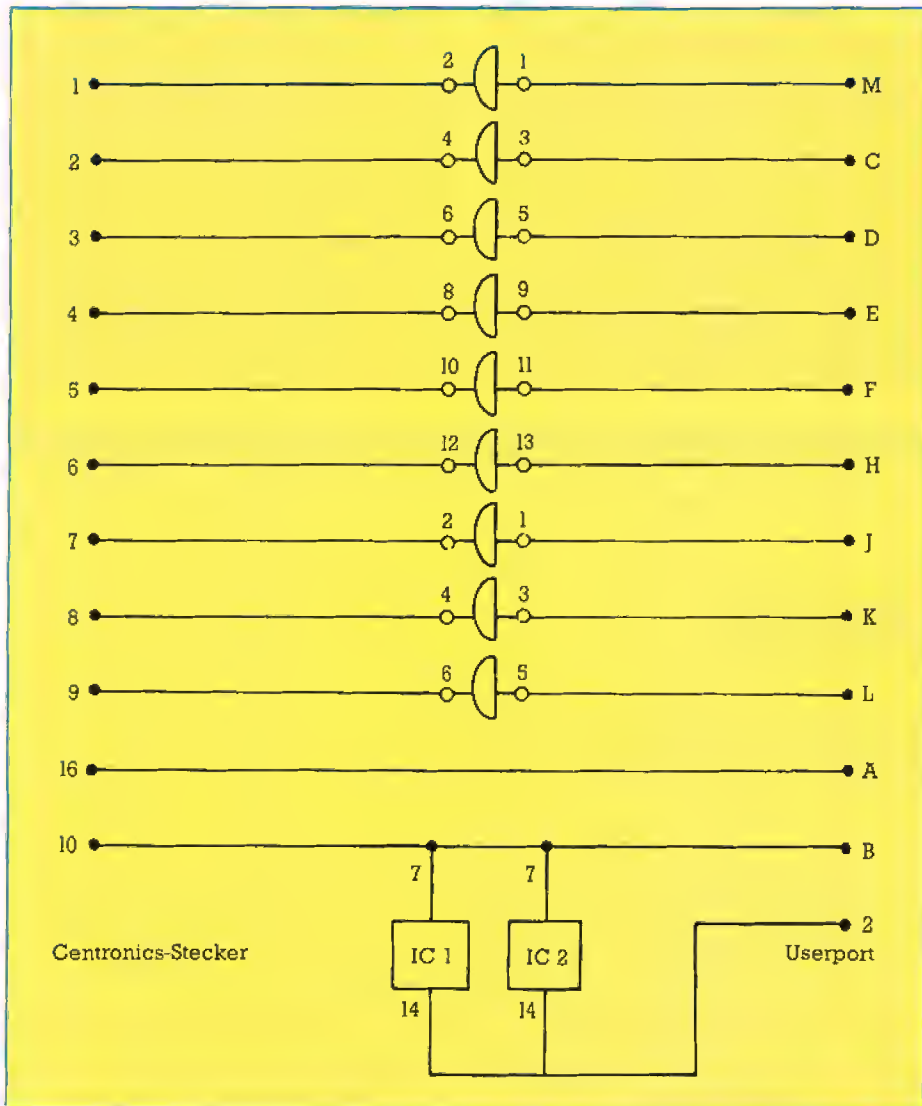 2 1
1 M
4 3
2 C
6 5
3 D
8 9
4 E
10 11
5 F
12 13
6 H
2 1
7 J
4 3
8 K
6 5
9 L
16 A
10 B
7 7
2
Centronics-Stecker IC 1 IC 2 Userport
14 14